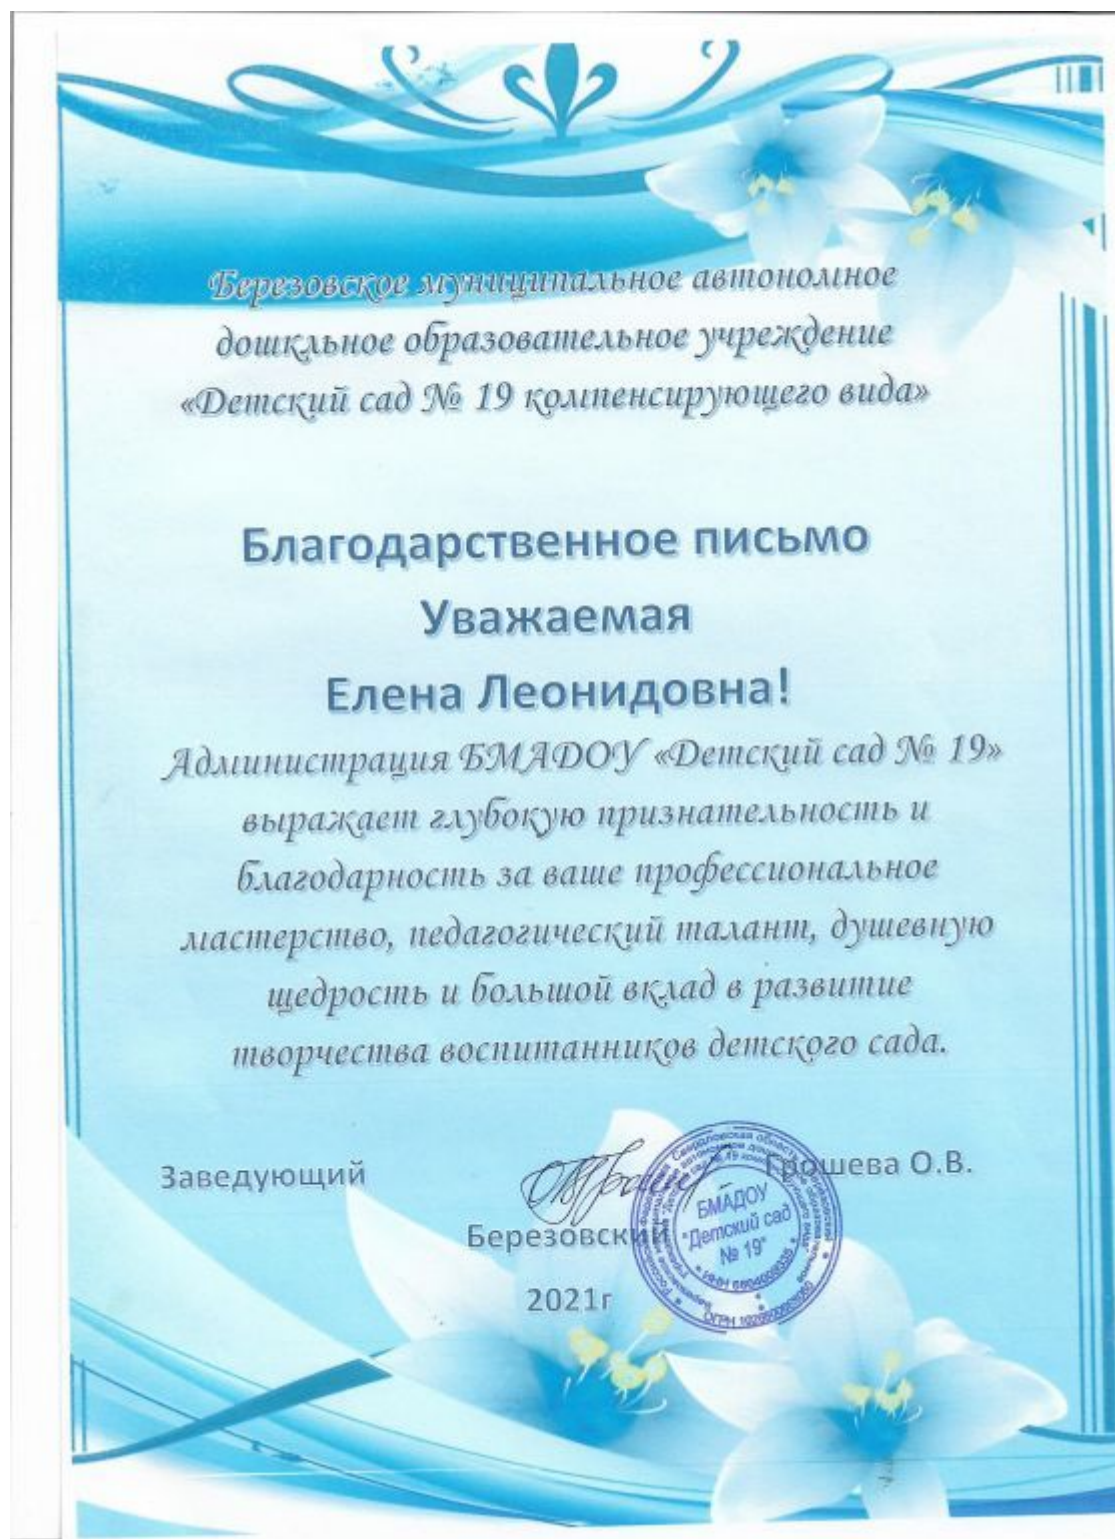 Березовское муниципальное автономное
дошкльное образовательное учреждение
«Детский сад № 19 компенсирующего вида»
Благодарственное письмо
Уважаемая
Елена Леонидовна!
Администрация БМАДОУ «Детский сад № 19»
выражает глубокую признательность и
благодарность за ваше профессиональное
мастерство, педагогический талант, душевную
щедрость и большой вклад в развитие
творчества воспитанников детского сада.
Заведующий Грошева О.В.
Березовский
2021г
БМАДОУ
"Детский сад
№ 19"